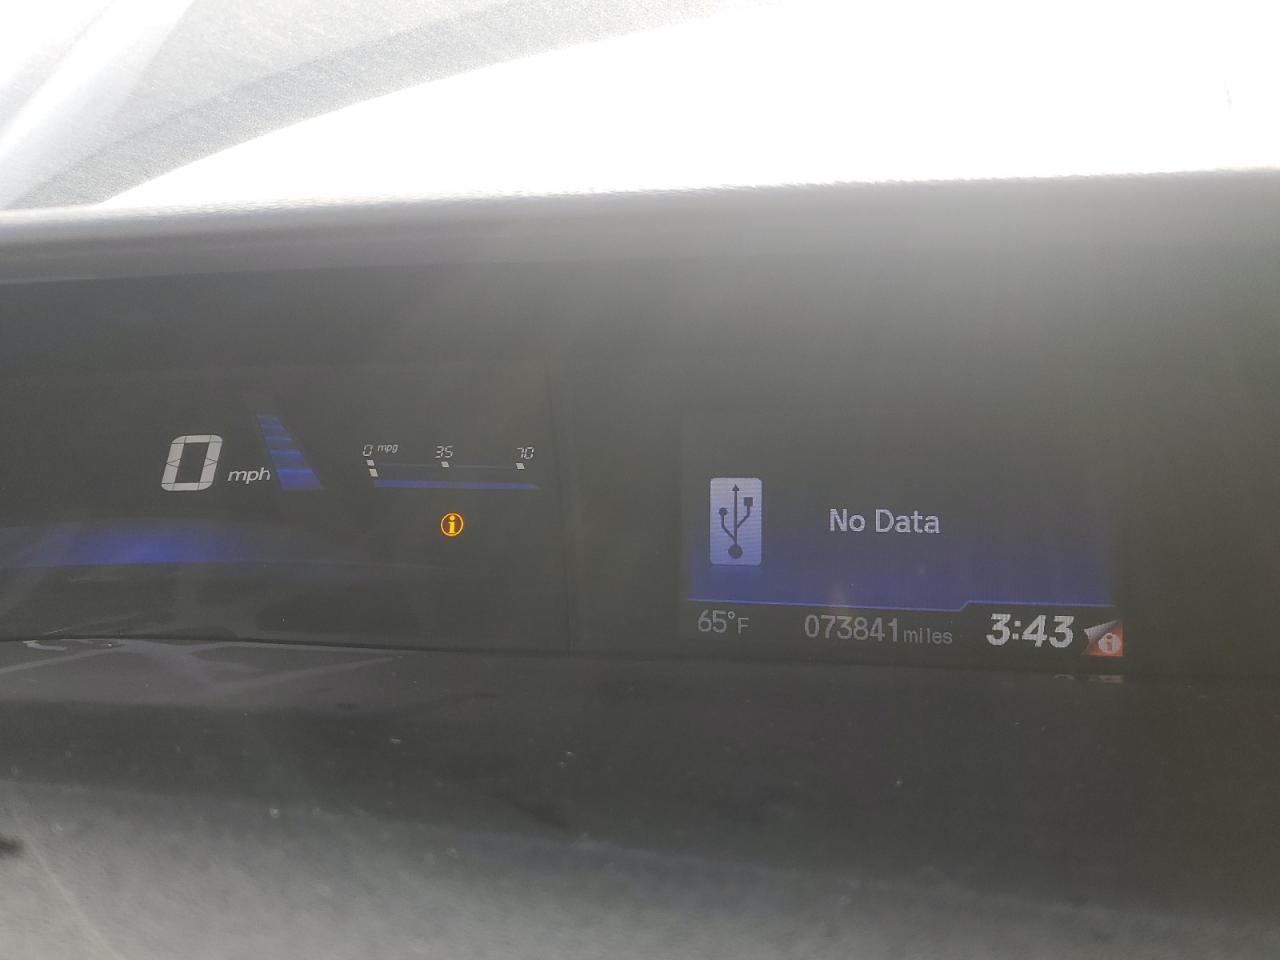 0 mph
0 mpg 35 70
i
No Data
65°F 073841 miles 3:43 i